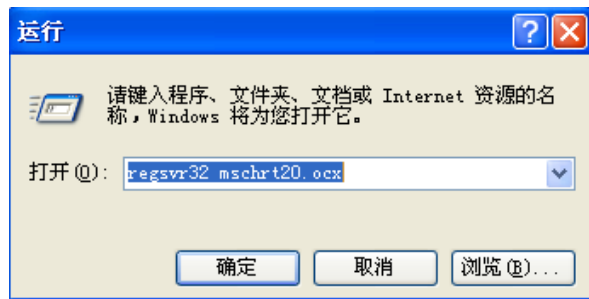 运行
请键入程序、文件夹、文档或 Internet 资源的名
称，Windows 将为您打开它。
打开(O): regsvr32 mschrt20.ocx
确定 取消 浏览(B)...